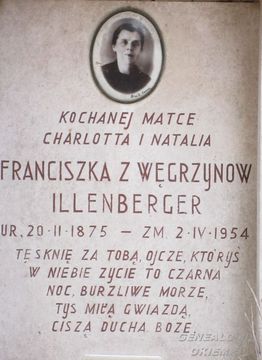 KOCHANEJ MATCE
CHARLOTTA I NATALIA
FRANCISZKA Z WĘGRZYNOW
ILLENBERGER
UR, 20-II-1875 — ZM. 2-IV-1954
TĘSKNIĘ ZA TOBĄ, OJCZE, KTÓRYŚ
W NIEBIE ŻYCIE TO CZARNA
NOC, BURZLIWE MORZE,
TYŚ MIŁĄ GWIAZDĄ,
CISZĄ DUCHA BOŻE.